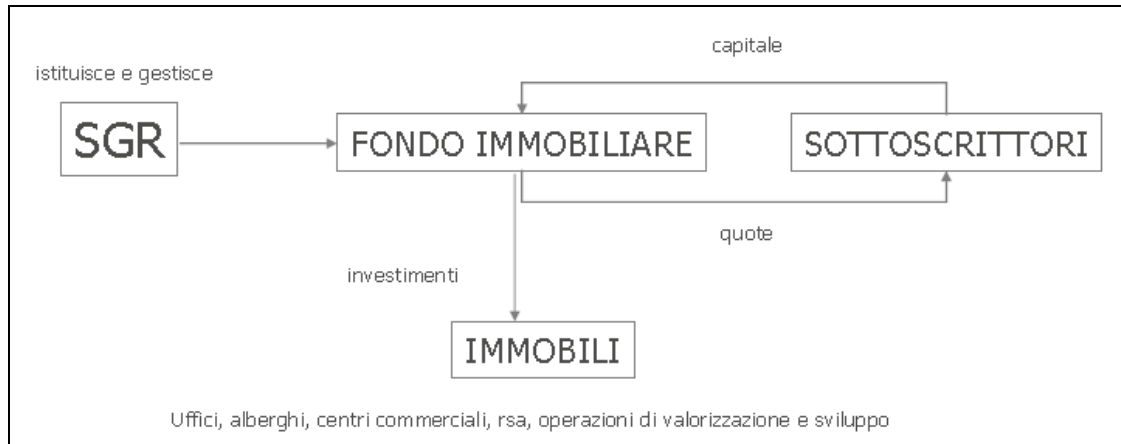 capitale
istituisce e gestisce
SGR
FONDO IMMOBILIARE
SOTTOSCRITTORI
quote
investimenti
IMMOBILI
Uffici, alberghi, centri commerciali, rsa, operazioni di valorizzazione e sviluppo